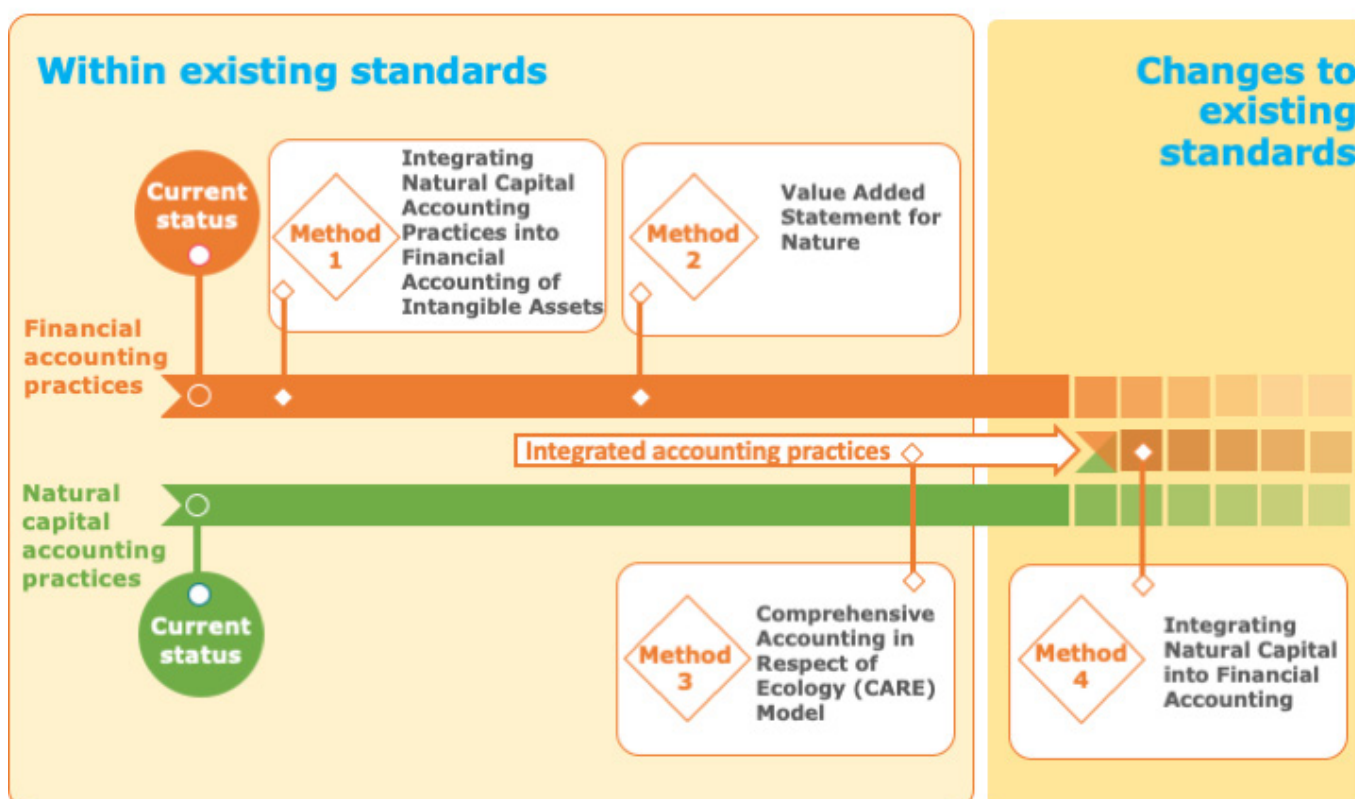 Within existing standards
Changes to
existing
standards
Current
status
Method
1
Integrating
Natural Capital
Accounting
Practices into
Financial
Accounting of
Intangible Assets
Method
2
Value Added
Statement for
Nature
Financial
accounting
practices
Integrated accounting practices
Natural
capital
accounting
practices
Current
status
Method
3
Comprehensive
Accounting in
Respect of
Ecology (CARE)
Model
Method
4
Integrating
Natural Capital
into Financial
Accounting